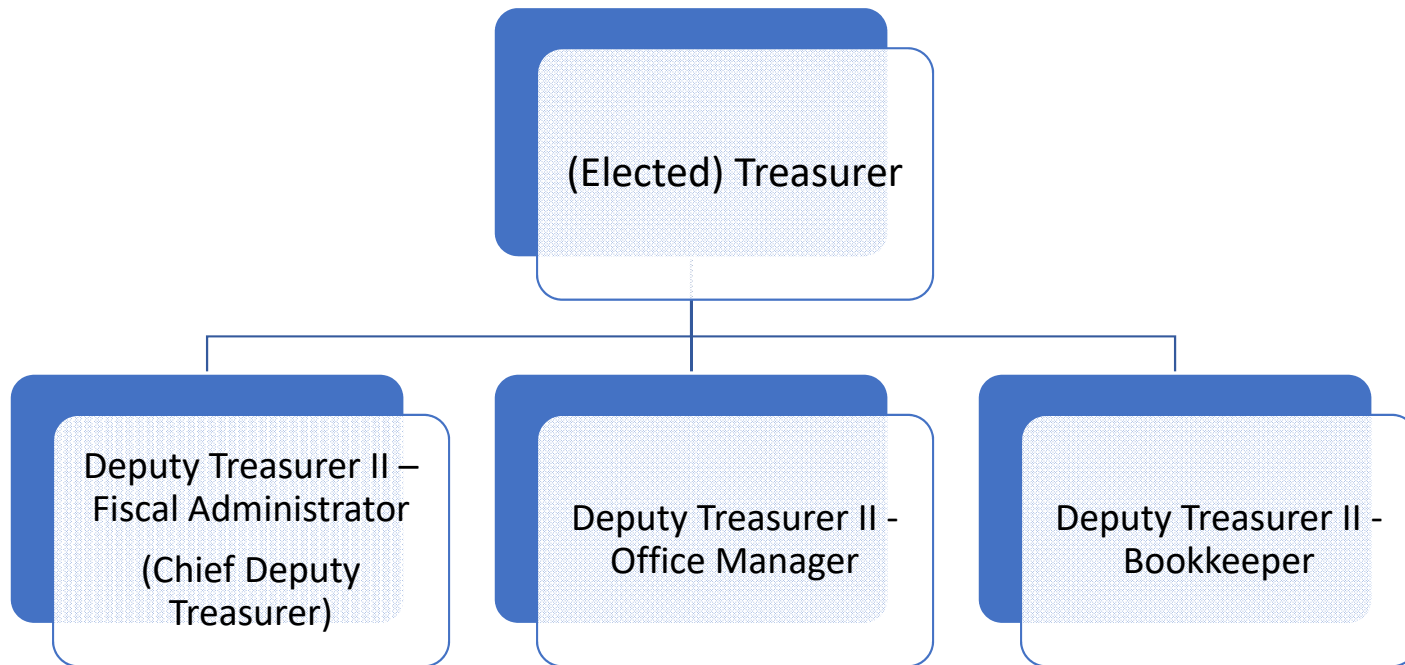 (Elected) Treasurer
Deputy Treasurer II –
Fiscal Administrator
(Chief Deputy
Treasurer)
Deputy Treasurer II -
Office Manager
Deputy Treasurer II -
Bookkeeper